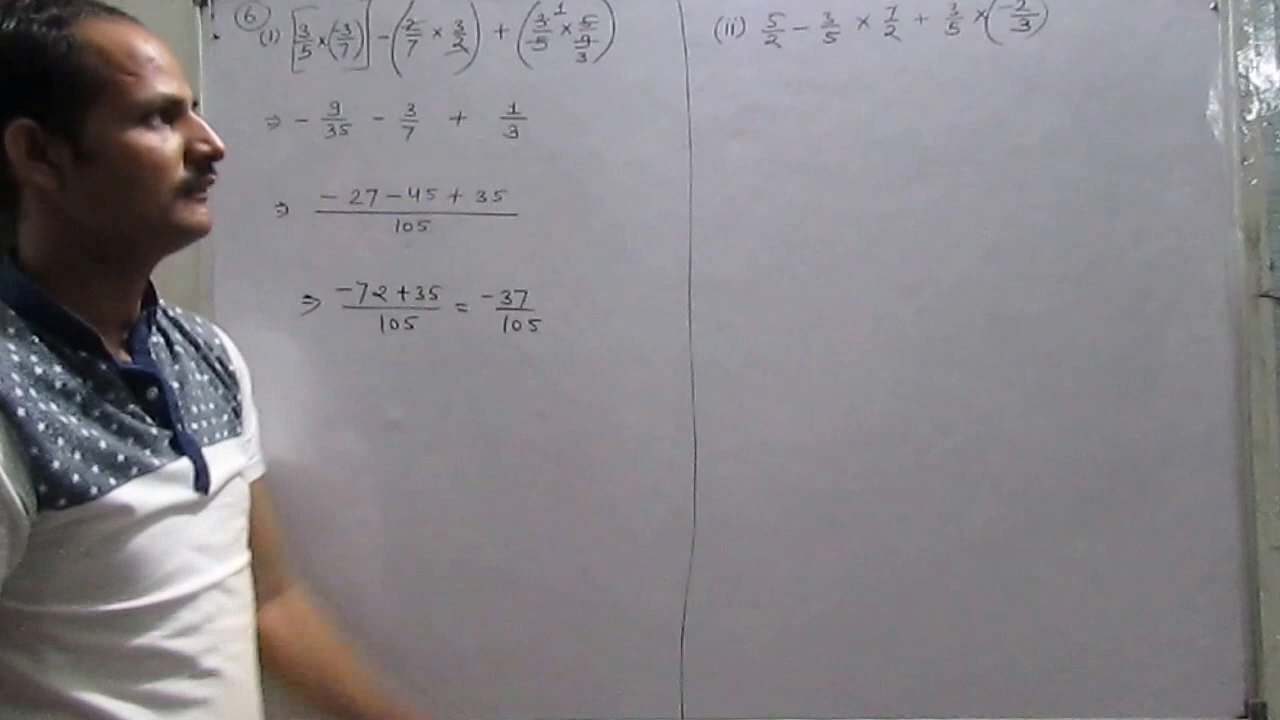 ⑥
(i) [3/5 × (-3/7)] - (2/7 × 3/2) + (3/5 × 5/9) 1 3
⇒ - 9/35 - 3/7 + 1/3
⇒ (- 27 - 45 + 35)/105
⇒ (-72 + 35)/105 = -37/105
(ii) 5/2 - 3/5 × 7/2 + 3/5 × (-2/3)